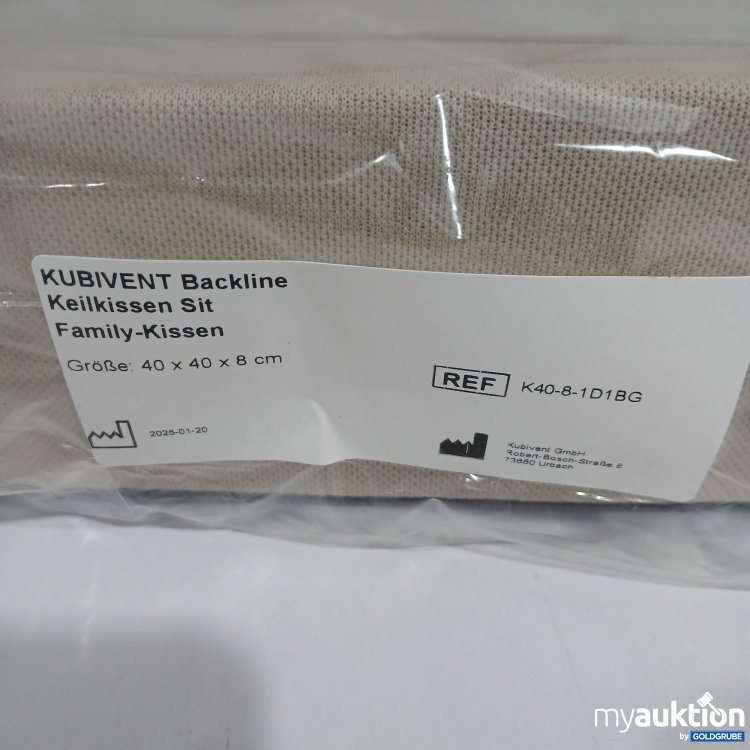 KUBIVENT Backline
Keilkissen Sit
Family-Kissen
Größe: 40 x 40 x 8 cm
REF K40-8-1D1BG
2025-01-20
Kubivent GmbH
Robert-Bosch-Straße 8
73660 Urbach
myauktion
by GOLDGRUBE